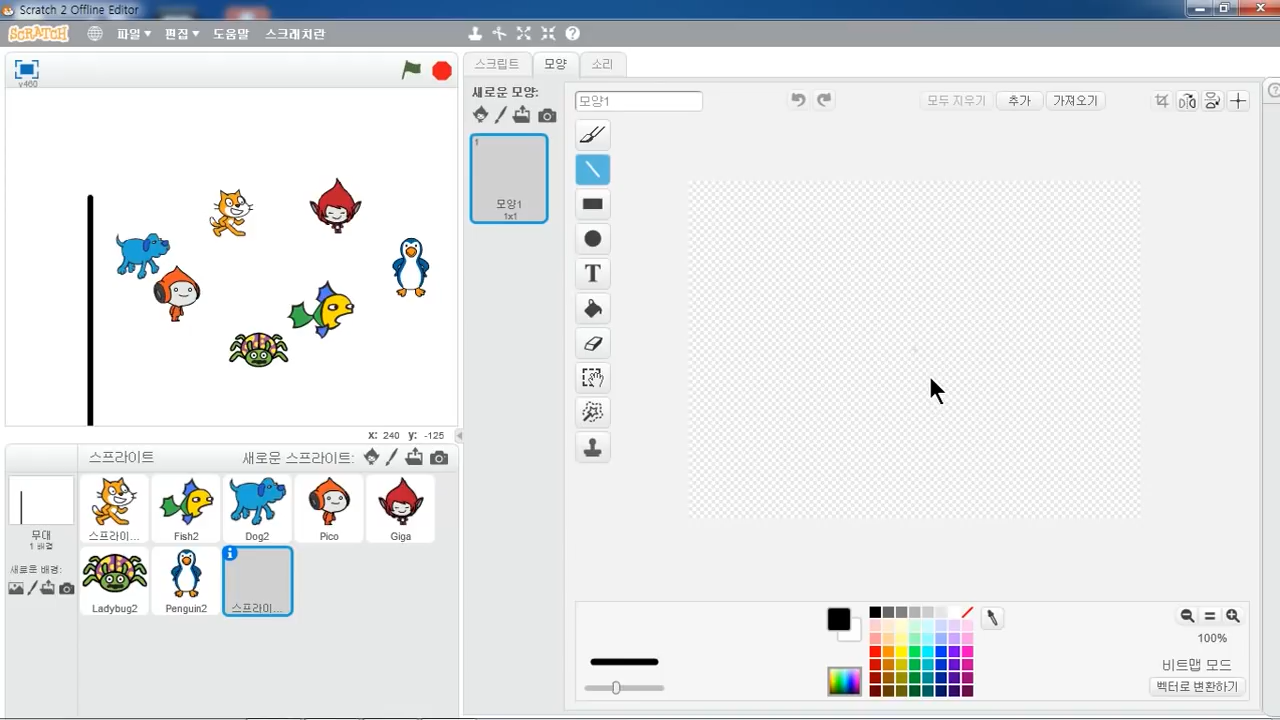 Scratch 2 Offline Editor
SCRATCH 파일 편집 도움말 스크래치란
v460
스크립트 모양 소리
새로운 모양:
모양1 모두 지우기 추가 가져오기
1
모양1
1x1
x: 240 y: -125
스프라이트 새로운 스프라이트:
스프라이... Fish2 Dog2 Pico Giga
무대
1 배경
새로운 배경:
Ladybug2 Penguin2 스프라이...
T
100%
비트맵 모드
벡터로 변환하기